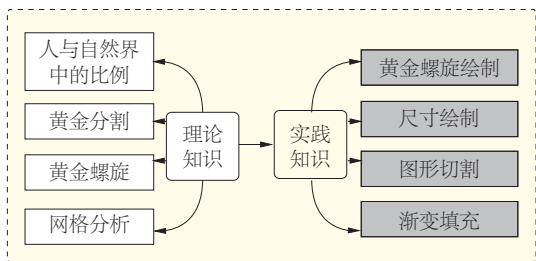 人与自然界
中的比例
黄金分割
黄金螺旋
网格分析
理论
知识
实践
知识
黄金螺旋绘制
尺寸绘制
图形切割
渐变填充